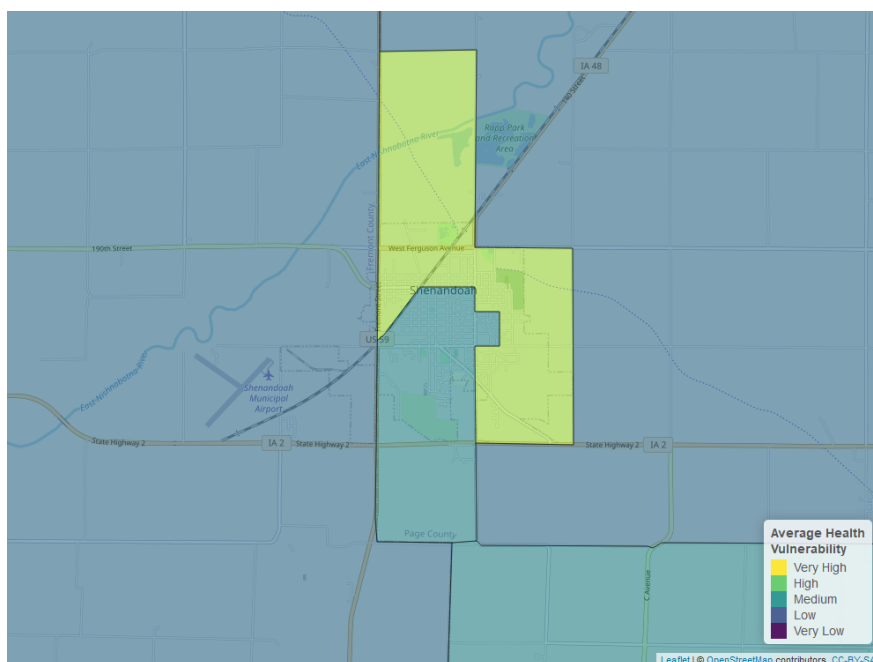 IA 48
140 Street
Rapp Park
and Recreation
Area
East Nishnabotna River
Fremont County
190th Street
West Ferguson Avenue
Shenandoah
US 59
Shenandoah
Municipal
Airport
East Nishnabotna River
State Highway 2
IA 2
State Highway 2
State Highway 2
IA 2
Page County
C Avenue
Average Health
Vulnerability
Very High
High
Medium
Low
Very Low
Leaflet | © OpenStreetMap contributors, CC-BY-SA